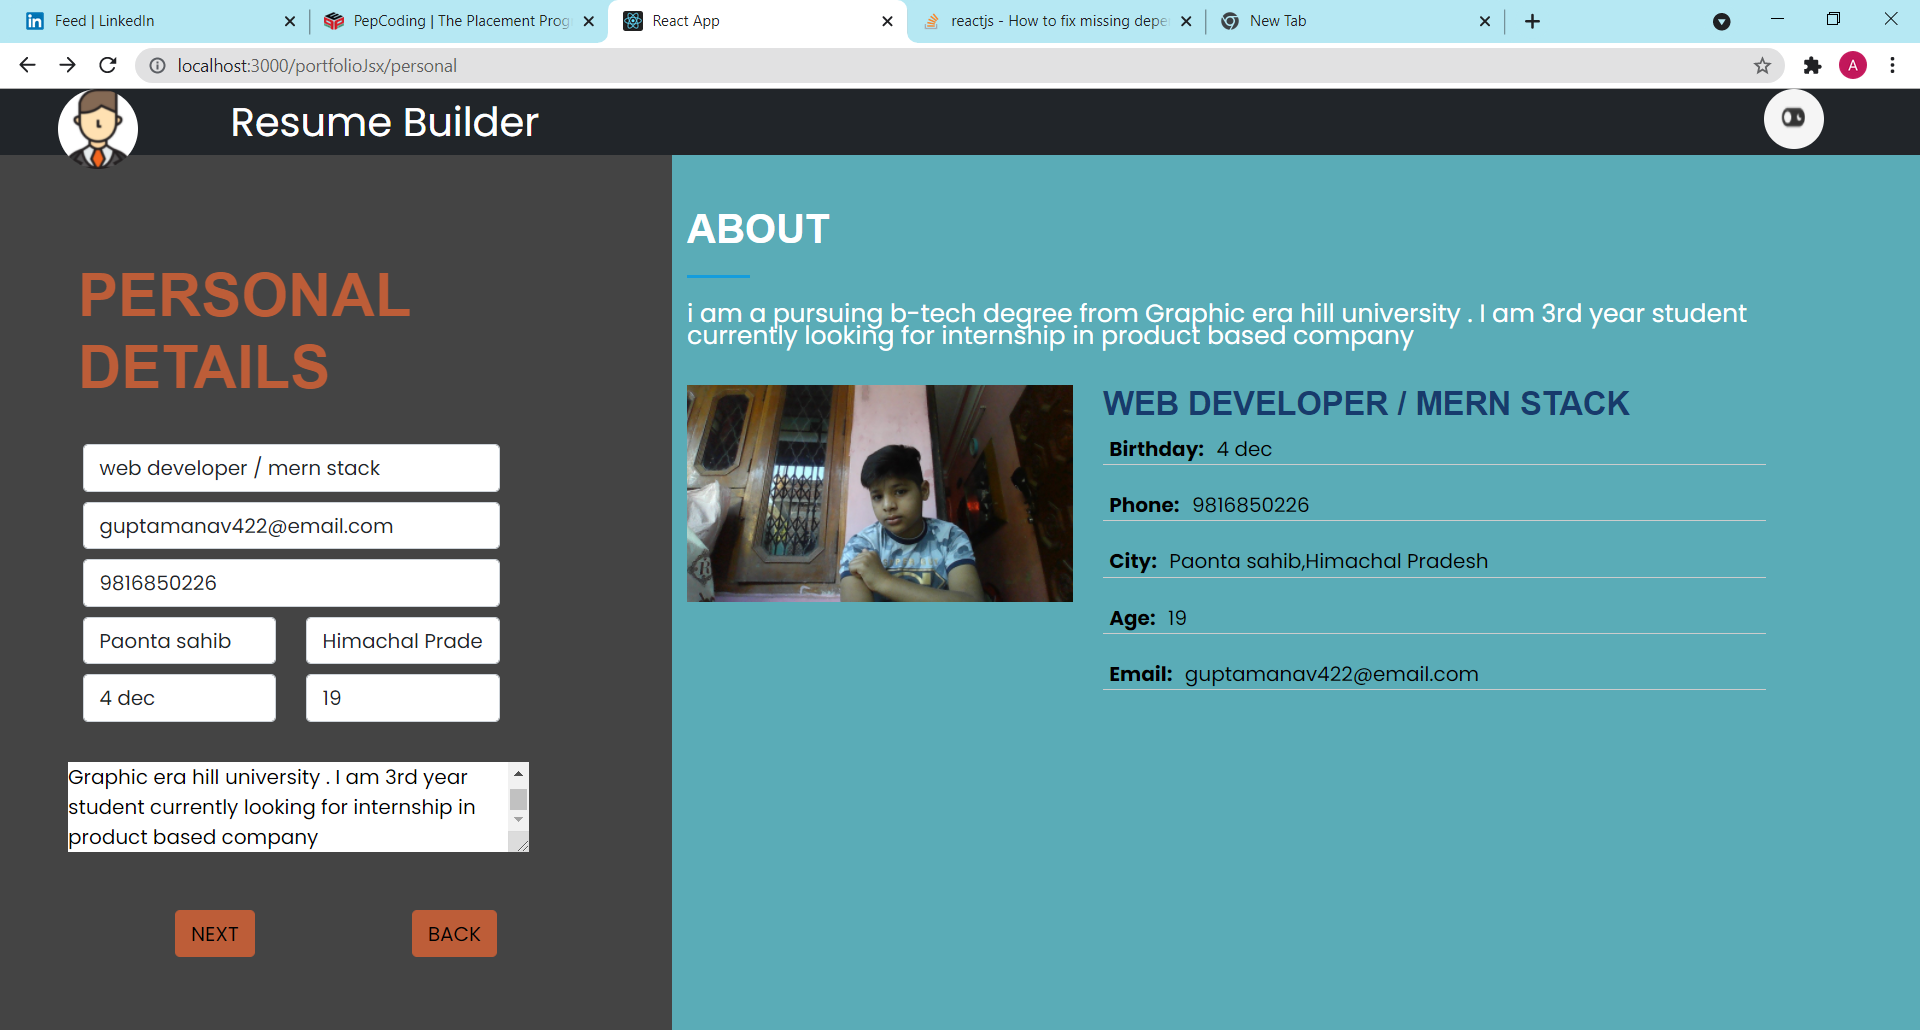 Feed | LinkedIn
PepCoding | The Placement Prog
React App
reactjs - How to fix missing depe
New Tab
localhost:3000/portfolioJsx/personal
A
Resume Builder
PERSONAL
DETAILS
web developer / mern stack
guptamanav422@email.com
9816850226
Paonta sahib
Himachal Prade
4 dec
19
Graphic era hill university . I am 3rd year
student currently looking for internship in
product based company
NEXT
BACK
ABOUT
i am a pursuing b-tech degree from Graphic era hill university . I am 3rd year student
currently looking for internship in product based company
WEB DEVELOPER / MERN STACK
Birthday: 4 dec
Phone: 9816850226
City: Paonta sahib,Himachal Pradesh
Age: 19
Email: guptamanav422@email.com